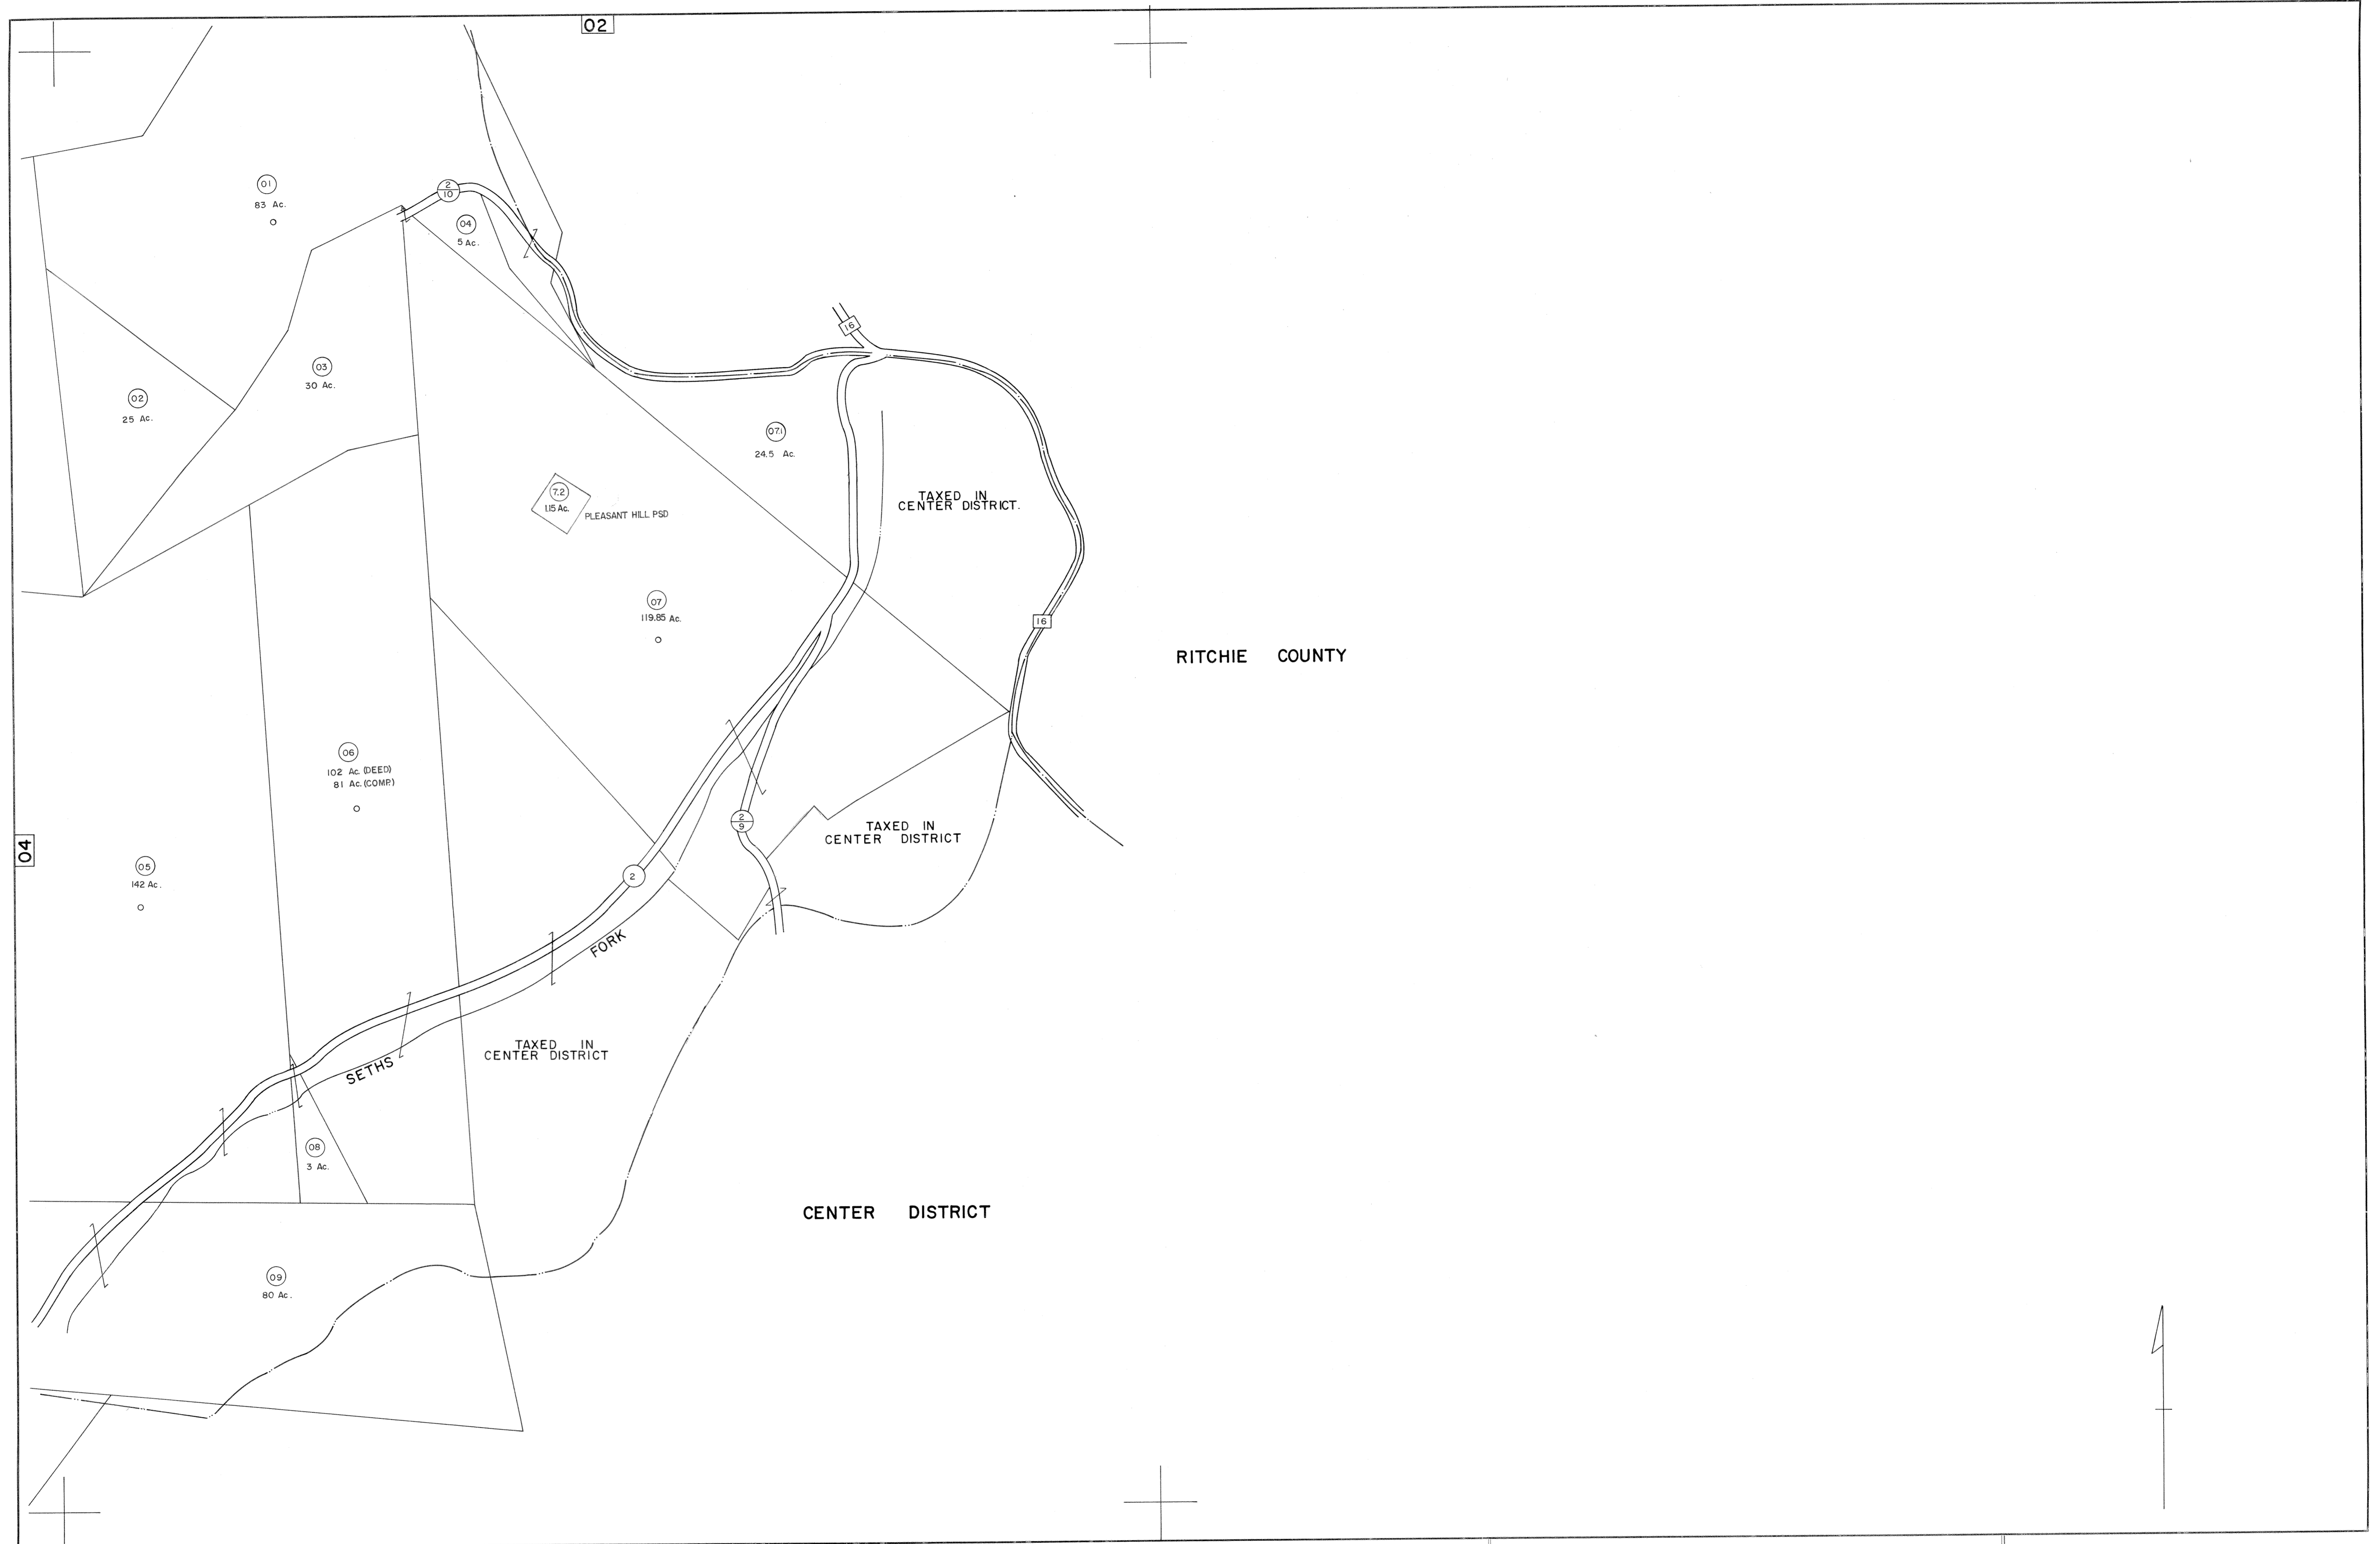 02
01
83 Ac.
2
10
04
5 Ac.
16
03
30 Ac.
02
25 Ac.
07.1
24.5 Ac.
7.2
1.15 Ac.
PLEASANT HILL PSD
TAXED IN
CENTER DISTRICT.
07
119.85 Ac.
16
RITCHIE COUNTY
06
102 Ac. (DEED)
81 Ac. (COMP.)
2
9
TAXED IN
CENTER DISTRICT
04
05
142 Ac.
2
SETHS FORK
TAXED IN
CENTER DISTRICT
08
3 Ac.
CENTER DISTRICT
09
80 Ac.